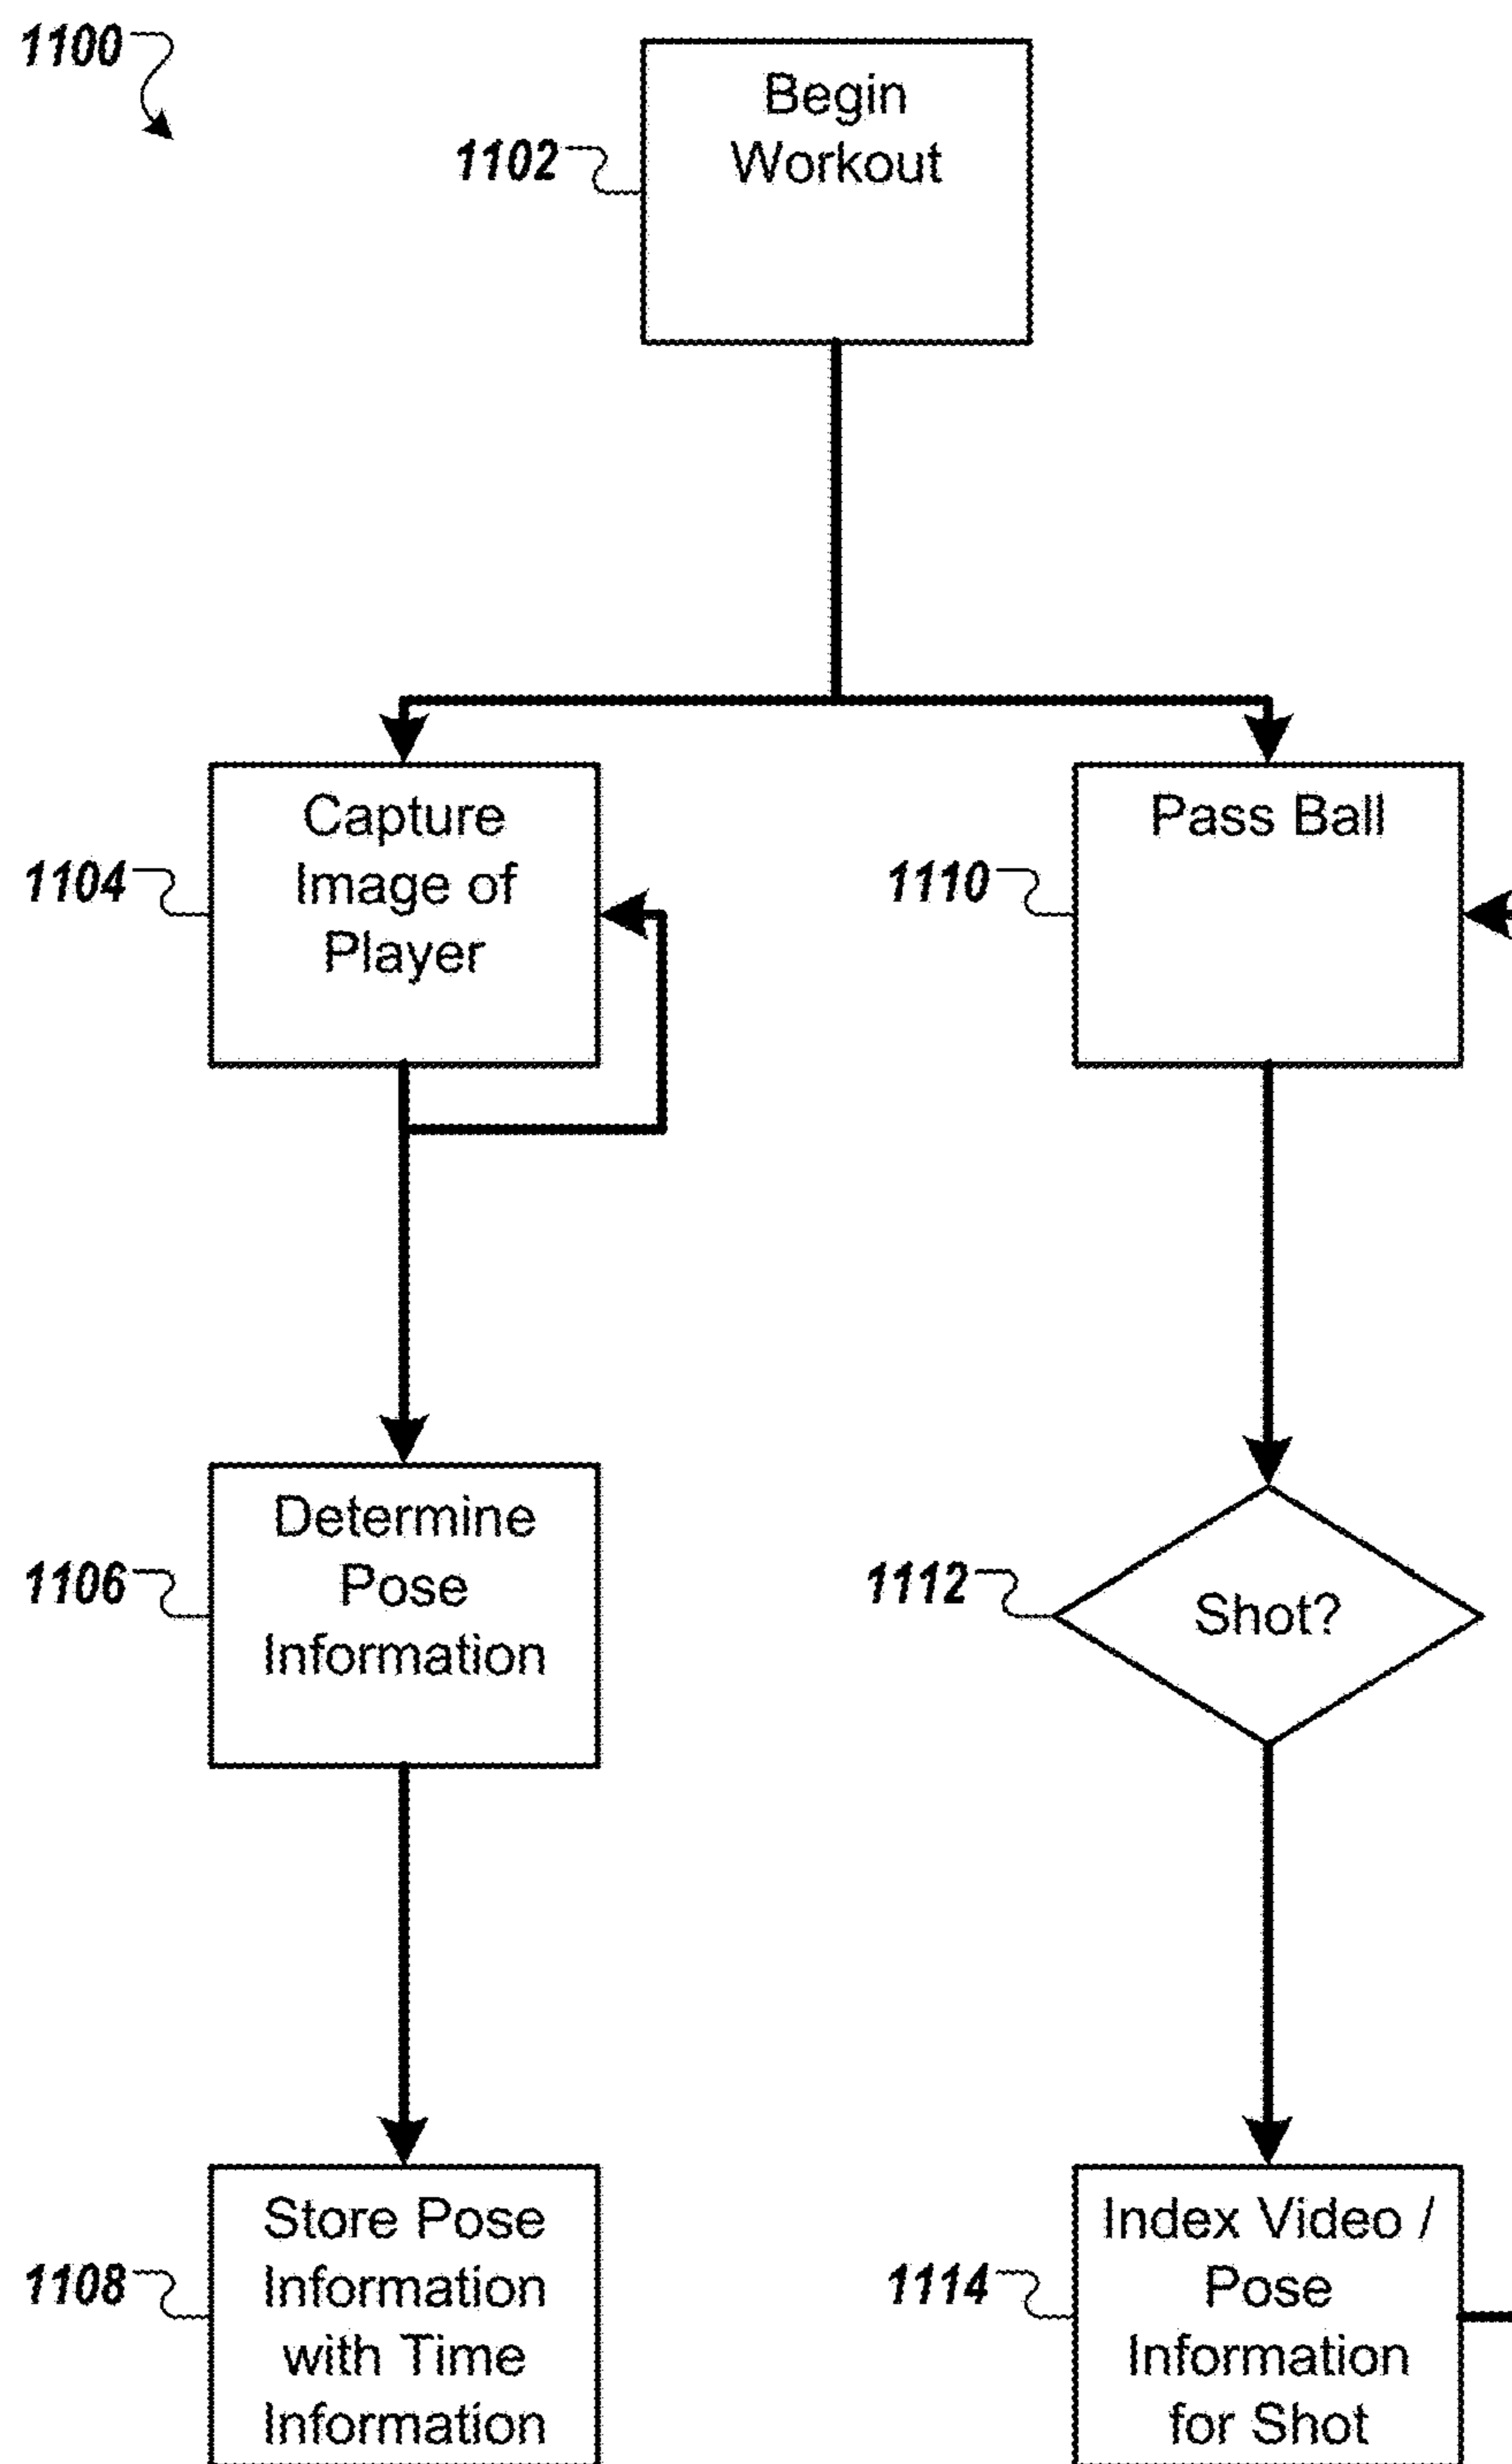 1100
1102
Begin
Workout
1104
Capture
Image of
Player
1110
Pass Ball
1106
Determine
Pose
Information
1112
Shot?
1108
Store Pose
Information
with Time
Information
1114
Index Video /
Pose
Information
for Shot